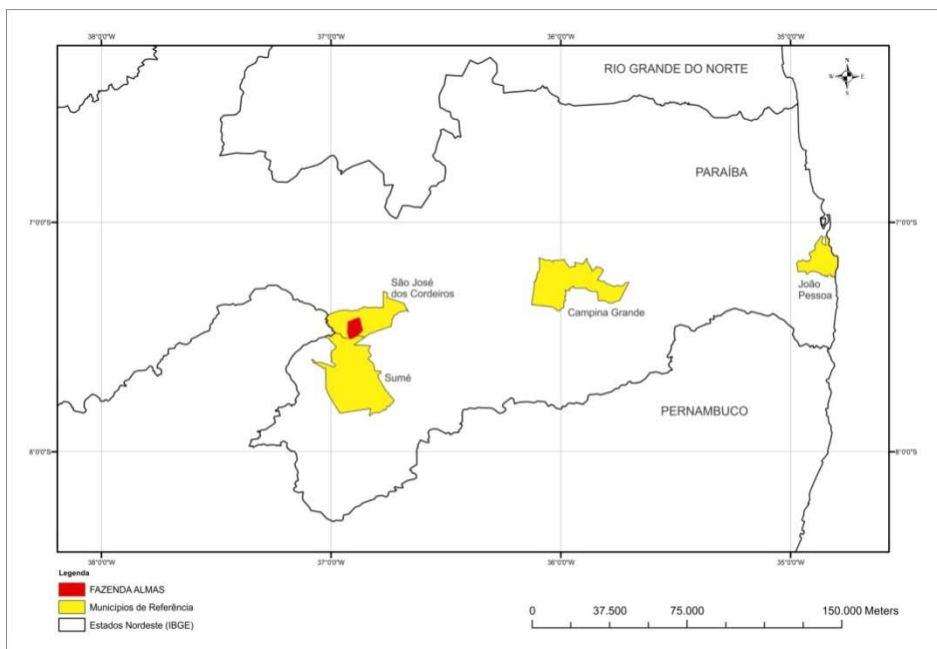 38°0'0"W 37°0'0"W 36°0'0"W 35°0'0"W
RIO GRANDE DO NORTE
N
W E
S
PARAÍBA
7°0'0"S 7°0'0"S
São José
dos Cordeiros
Campina Grande
João
Pessoa
Sumé
PERNAMBUCO
8°0'0"S 8°0'0"S
38°0'0"W 37°0'0"W 36°0'0"W 35°0'0"W
Legenda
FAZENDA ALMAS
Municípios de Referência
Estados Nordeste (IBGE)
0 37.500 75.000 150.000 Meters